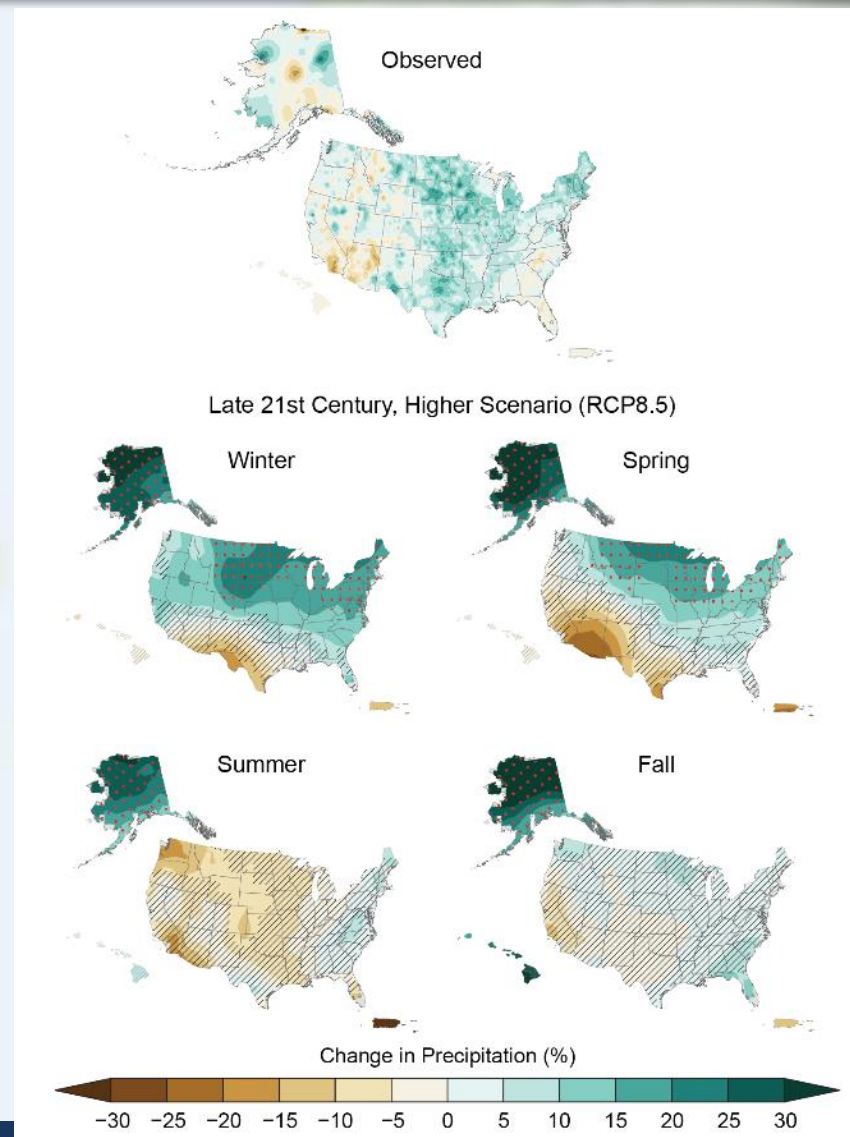 Observed
Late 21st Century, Higher Scenario (RCP8.5)
Winter
Spring
Summer
Fall
Change in Precipitation (%)
−30 −25 −20 −15 −10 −5 0 5 10 15 20 25 30